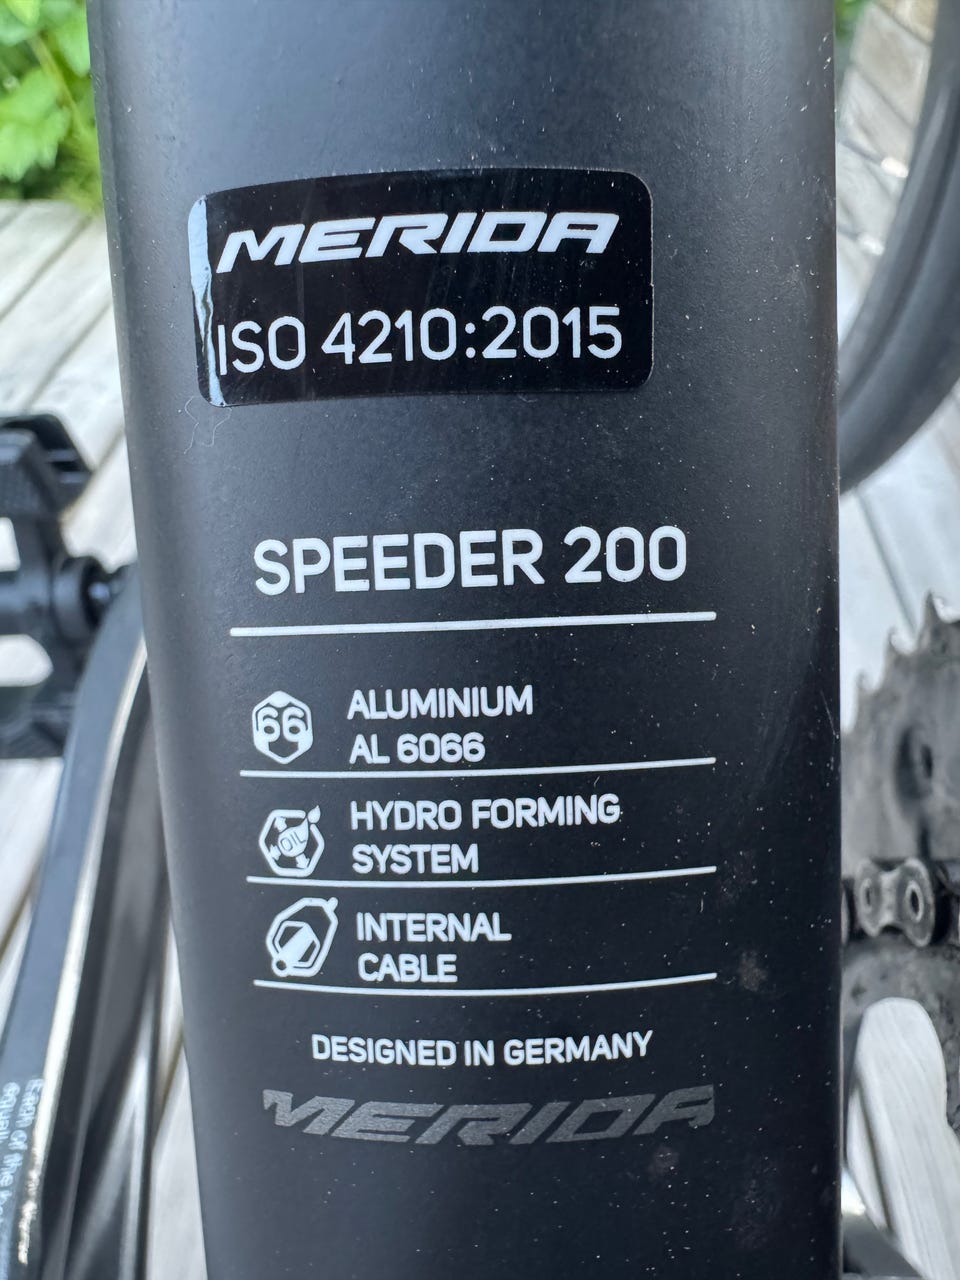 MERIDA
ISO 4210:2015
SPEEDER 200
66
ALUMINIUM
AL 6066
OIL
HYDRO FORMING
SYSTEM
INTERNAL
CABLE
DESIGNED IN GERMANY
MERIDA